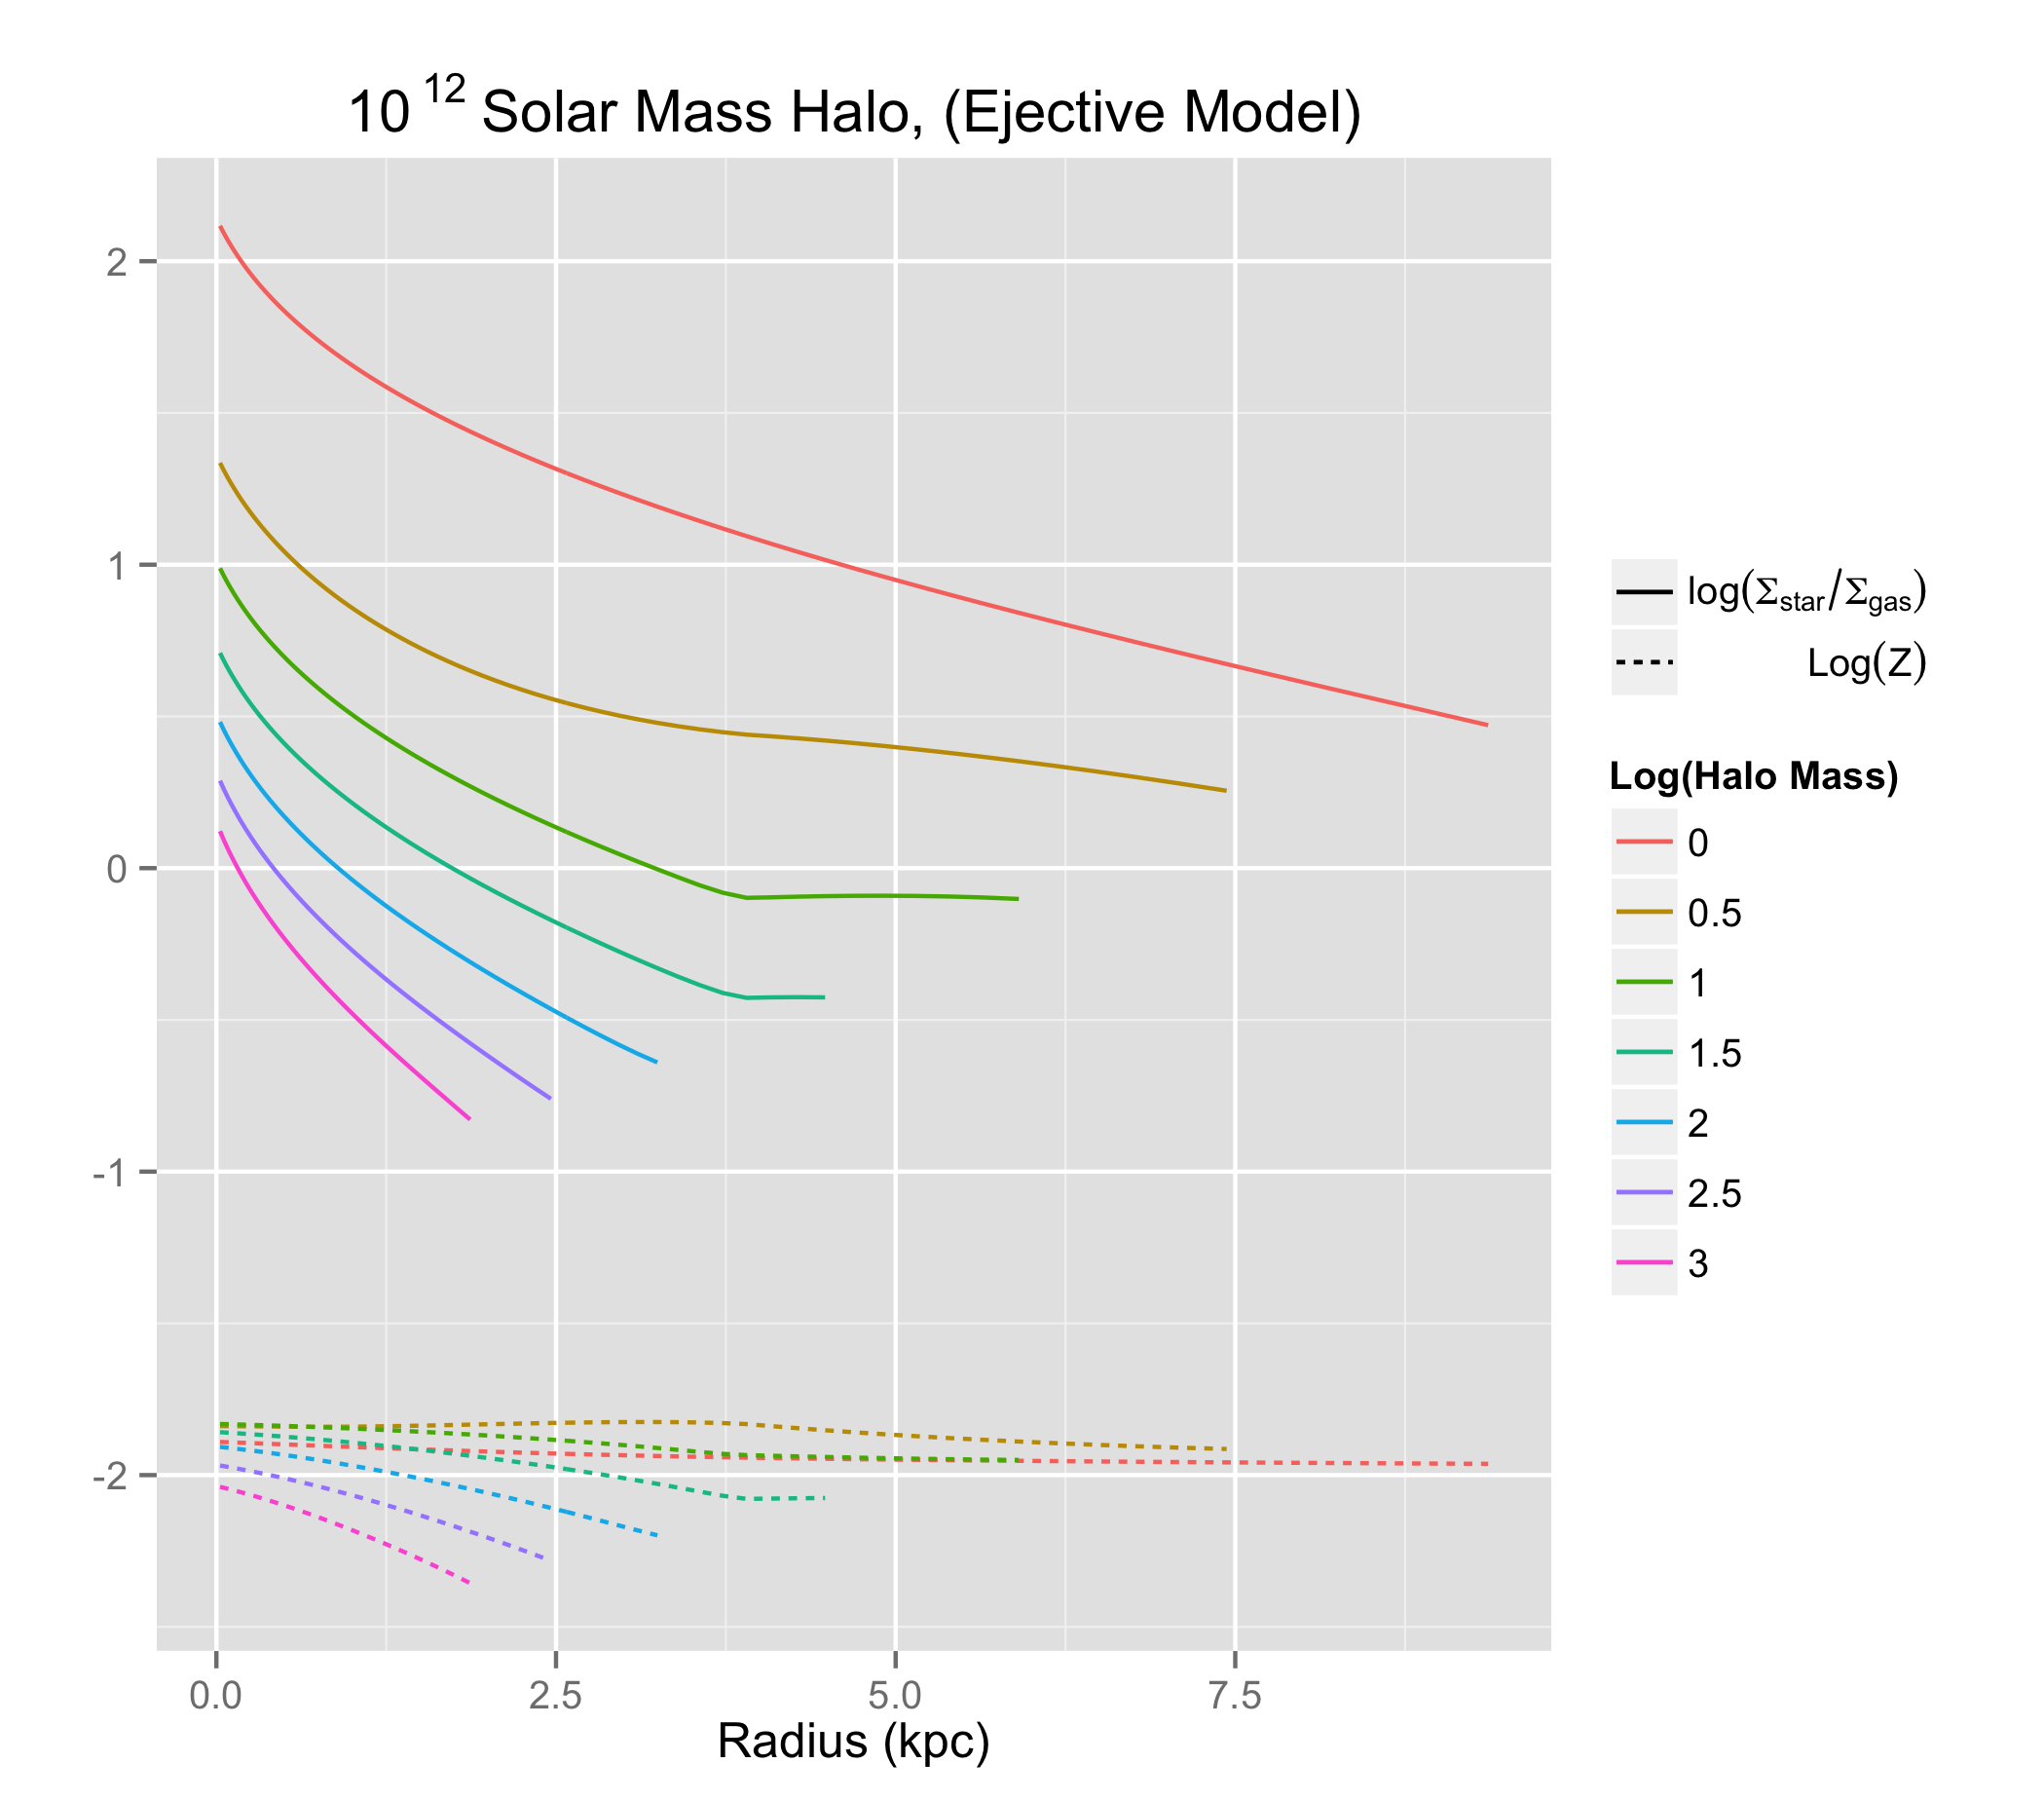 10 12 Solar Mass Halo, (Ejective Model)
2
1
0
-1
-2
0.0 2.5 5.0 7.5
Radius (kpc)
log(Σstar/Σgas)
Log(Z)
Log(Halo Mass)
0
0.5
1
1.5
2
2.5
3